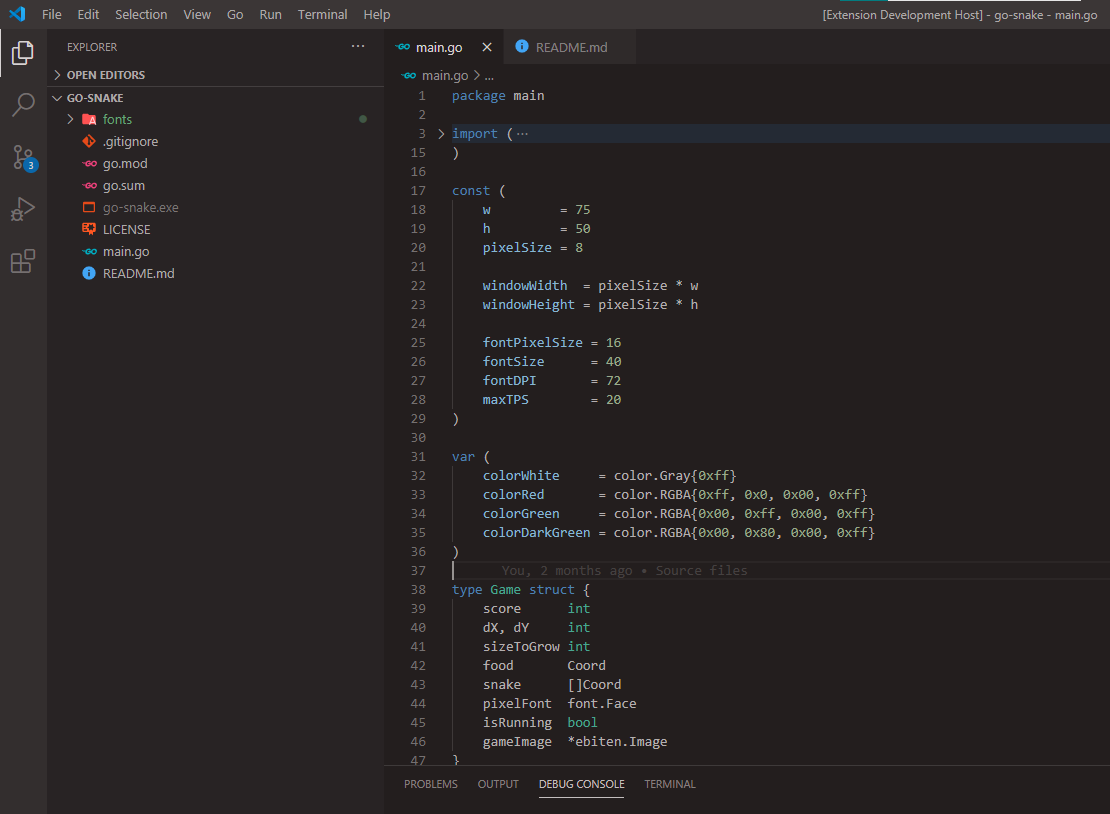 File Edit Selection View Go Run Terminal Help [Extension Development Host] - go-snake - main.go
EXPLORER ···
OPEN EDITORS
GO-SNAKE
fonts
.gitignore
go.mod
go.sum
go-snake.exe
LICENSE
main.go
README.md
3
main.go README.md
main.go > ...
1 package main
2
3 import ( ···
15 )
16
17 const (
18     w         = 75
19     h         = 50
20     pixelSize = 8
21
22     windowWidth  = pixelSize * w
23     windowHeight = pixelSize * h
24
25     fontPixelSize = 16
26     fontSize      = 40
27     fontDPI       = 72
28     maxTPS        = 20
29 )
30
31 var (
32     colorWhite     = color.Gray{0xff}
33     colorRed       = color.RGBA{0xff, 0x0, 0x00, 0xff}
34     colorGreen     = color.RGBA{0x00, 0xff, 0x00, 0xff}
35     colorDarkGreen = color.RGBA{0x00, 0x80, 0x00, 0xff}
36 )
37 You, 2 months ago • Source files
38 type Game struct {
39     score      int
40     dX, dY     int
41     sizeToGrow int
42     food       Coord
43     snake      []Coord
44     pixelFont  font.Face
45     isRunning  bool
46     gameImage  *ebiten.Image
47 }
PROBLEMS OUTPUT DEBUG CONSOLE TERMINAL